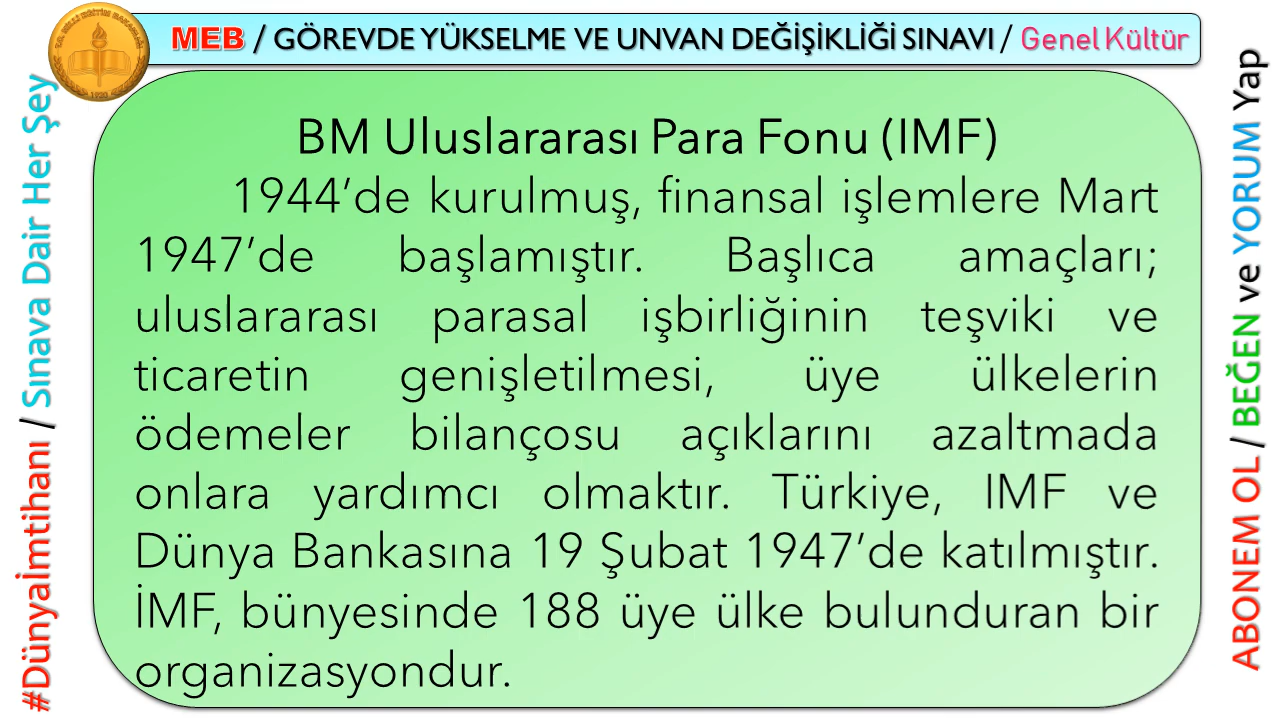 MEB / GÖREVDE YÜKSELME VE UNVAN DEĞİŞİKLİĞİ SINAVI / Genel Kültür
#Dünyaİmtihanı / Sınava Dair Her Şey
BM Uluslararası Para Fonu (IMF)
1944’de kurulmuş, finansal işlemlere Mart
1947’de başlamıştır. Başlıca amaçları;
uluslararası parasal işbirliğinin teşviki ve
ticaretin genişletilmesi, üye ülkelerin
ödemeler bilançosu açıklarını azaltmada
onlara yardımcı olmaktır. Türkiye, IMF ve
Dünya Bankasına 19 Şubat 1947’de katılmıştır.
İMF, bünyesinde 188 üye ülke bulunduran bir
organizasyondur.
ABONEM OL / BEĞEN ve YORUM Yap